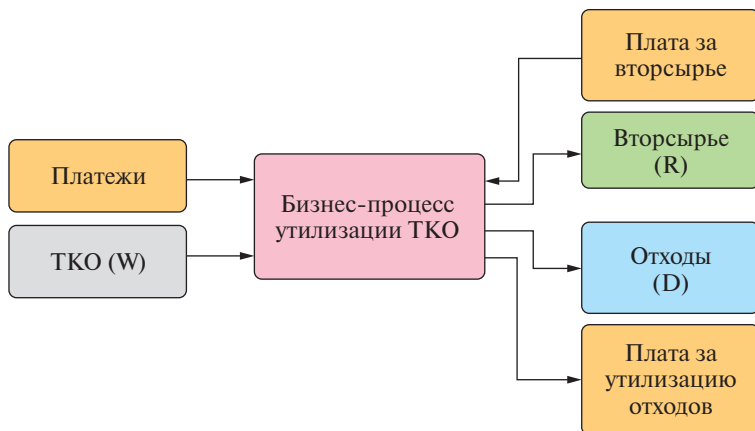 Плата за
вторсырье
Вторсырье
(R)
Платежи
Бизнес-процесс
утилизации ТКО
ТКО (W)
Отходы
(D)
Плата за
утилизацию
отходов